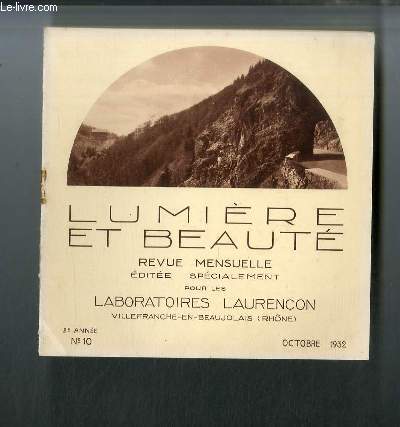 © Le-livre.com
LUMIÈRE
ET BEAUTÉ
REVUE MENSUELLE
ÉDITÉE SPÉCIALEMENT
POUR LES
LABORATOIRES LAURENÇON
VILLEFRANCHE-EN-BEAUJOLAIS (RHÔNE)
ANNÉE
Nº 10
OCTOBRE 1932